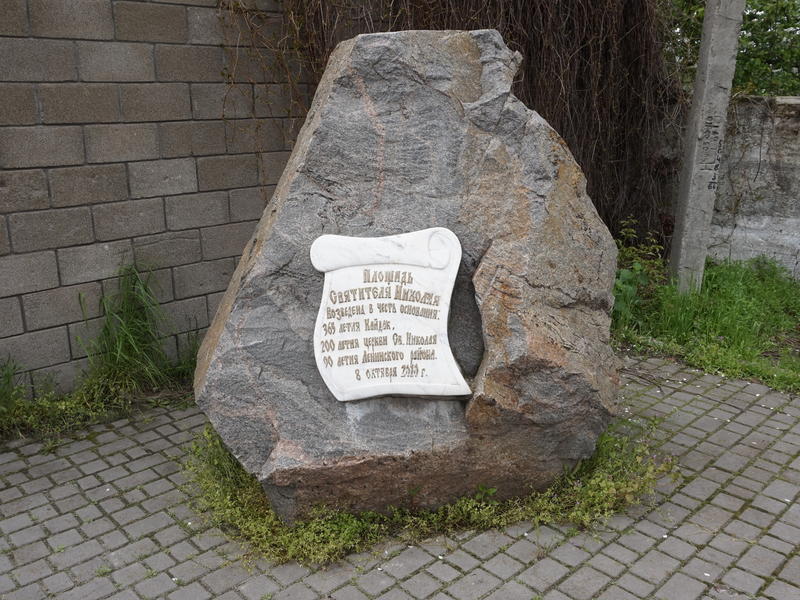 Площадь
Святителя Николая
Возведена в честь основания:
365 летия Кайдак,
200 летия церкви Св. Николая
90 летия Ленинского района.
8 октября г.